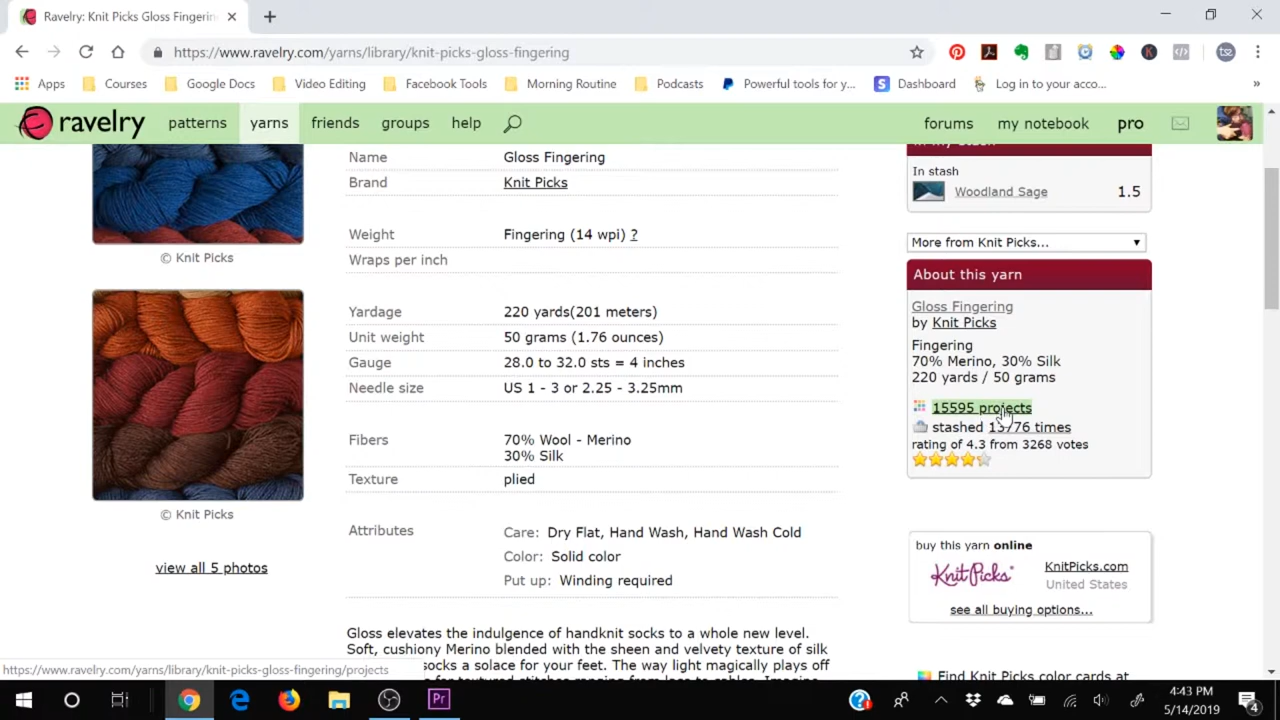 Ravelry: Knit Picks Gloss Fingerin
https://www.ravelry.com/yarns/library/knit-picks-gloss-fingering
Apps Courses Google Docs Video Editing Facebook Tools Morning Routine Podcasts Powerful tools for y... Dashboard Log in to your acco...
ravelry patterns yarns friends groups help forums my notebook pro
Name Gloss Fingering
Brand Knit Picks
Weight Fingering (14 wpi) ?
Wraps per inch
Yardage 220 yards(201 meters)
Unit weight 50 grams (1.76 ounces)
Gauge 28.0 to 32.0 sts = 4 inches
Needle size US 1 - 3 or 2.25 - 3.25mm
Fibers 70% Wool - Merino
30% Silk
Texture plied
Attributes Care: Dry Flat, Hand Wash, Hand Wash Cold
Color: Solid color
Put up: Winding required
Gloss elevates the indulgence of handknit socks to a whole new level.
Soft, cushiony Merino blended with the sheen and velvety texture of silk
socks a solace for your feet. The way light magically plays off
© Knit Picks
© Knit Picks
view all 5 photos
In stash
Woodland Sage 1.5
More from Knit Picks...
About this yarn
Gloss Fingering
by Knit Picks
Fingering
70% Merino, 30% Silk
220 yards / 50 grams
15595 projects
stashed times
rating of 4.3 from 3268 votes
buy this yarn online
KnitPicks KnitPicks.com
United States
see all buying options...
Find Knit Picks color cards at
https://www.ravelry.com/yarns/library/knit-picks-gloss-fingering/projects
Pr
4:43 PM
5/14/2019
4